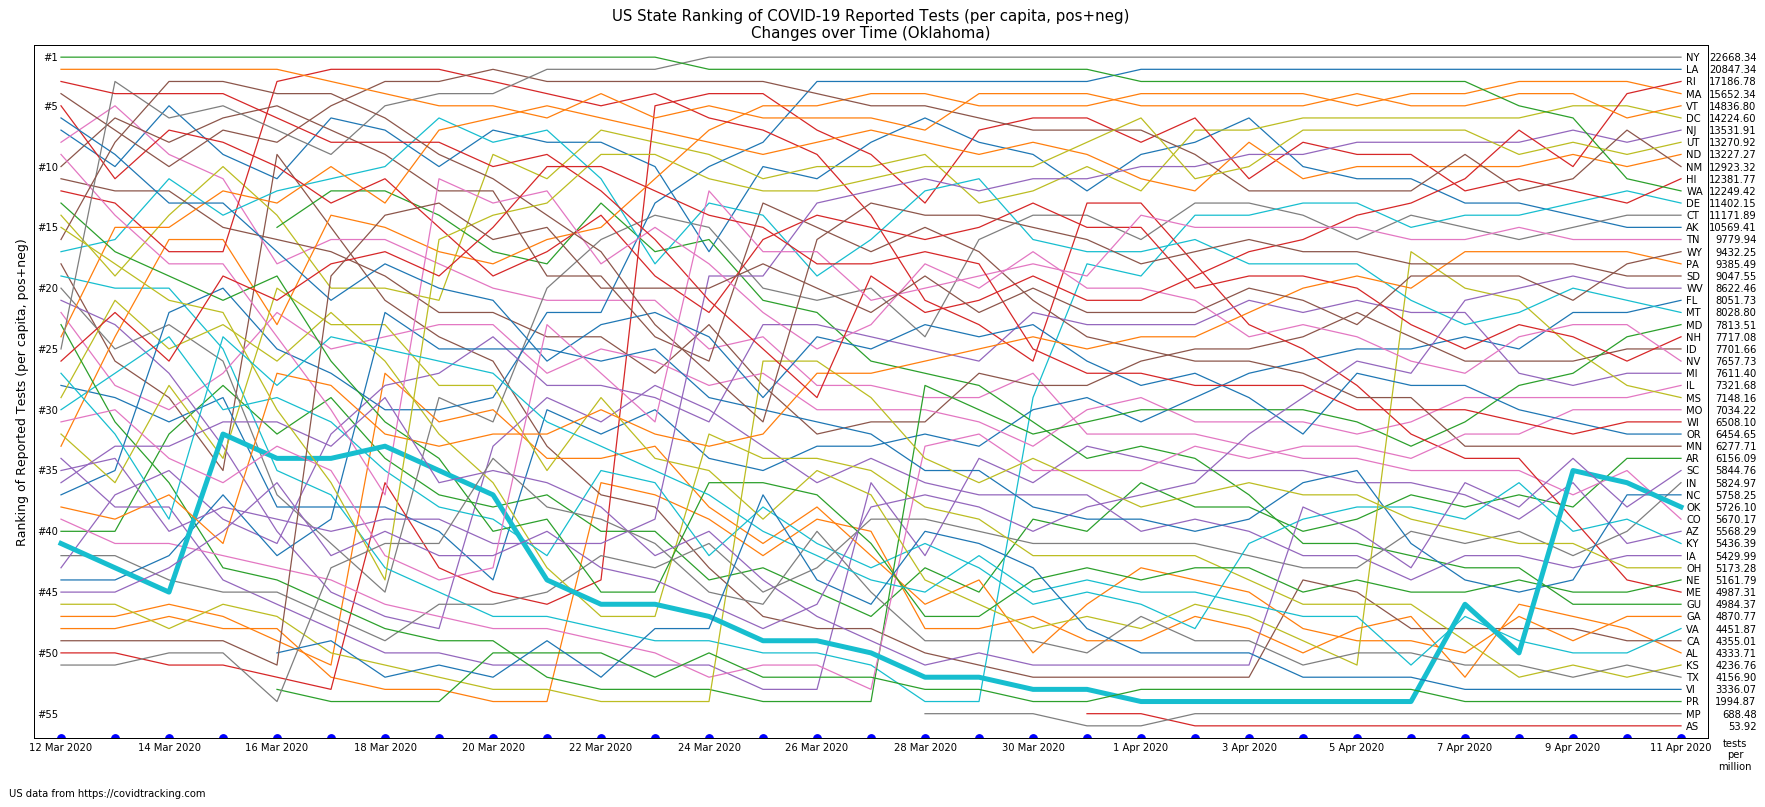 US State Ranking of COVID-19 Reported Tests (per capita, pos+neg)
Changes over Time (Oklahoma)
Ranking of Reported Tests (per capita, pos+neg)
#1
#5
#10
#15
#20
#25
#30
#35
#40
#45
#50
#55
NY 22668.34
LA 20847.34
RI 17186.78
MA 15652.34
VT 14836.80
DC 14224.60
NJ 13531.91
UT 13270.92
ND 13227.27
NM 12923.32
HI 12381.77
WA 12249.42
DE 11402.15
CT 11171.89
AK 10569.41
TN 9779.94
WY 9432.25
PA 9385.49
SD 9047.55
WV 8622.46
FL 8051.73
MT 8028.80
MD 7813.51
NH 7717.08
ID 7701.66
NV 7657.73
MI 7611.40
IL 7321.68
MS 7148.16
MO 7034.22
WI 6508.10
OR 6454.65
MN 6277.71
AR 6156.09
SC 5844.76
IN 5824.97
NC 5758.25
OK 5726.10
CO 5670.17
AZ 5568.29
KY 5436.39
IA 5429.99
OH 5173.28
NE 5161.79
ME 4987.31
GU 4984.37
GA 4870.77
VA 4451.87
CA 4355.01
AL 4333.71
KS 4236.76
TX 4156.90
VI 3336.07
PR 1994.87
MP 688.48
AS 53.92
12 Mar 2020 14 Mar 2020 16 Mar 2020 18 Mar 2020 20 Mar 2020 22 Mar 2020 24 Mar 2020 26 Mar 2020 28 Mar 2020 30 Mar 2020 1 Apr 2020 3 Apr 2020 5 Apr 2020 7 Apr 2020 9 Apr 2020 11 Apr 2020
tests
per
million
US data from https://covidtracking.com